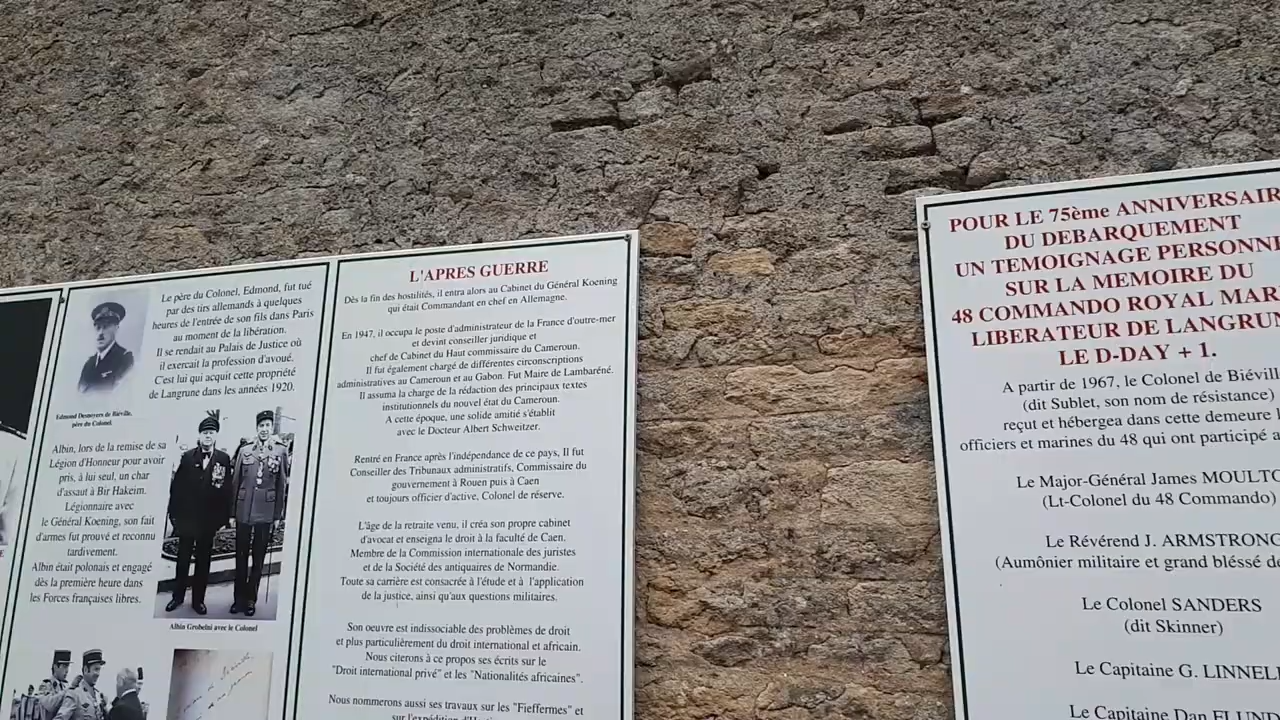 Le père du Colonel, Edmond, fut tué
par des tirs allemands à quelques
heures de l'entrée de son fils dans Paris
au moment de la libération.
Il se rendait au Palais de Justice où
il exercait la profession d'avoué.
C'est lui qui acquit cette propriété
de Langrune dans les années 1920.
Edmond Desnoyers de Biéville,
père du Colonel.
Albin, lors de la remise de sa
Légion d'Honneur pour avoir
pris, à lui seul, un char
d'assaut à Bir Hakeim.
Légionnaire avec
le Général Koening, son fait
d'armes fut prouvé et reconnu
tardivement.
Albin était polonais et engagé
dès la première heure dans
les Forces françaises libres.
Albin Grobelni avec le Colonel
L'APRES GUERRE
Dès la fin des hostilités, il entra alors au Cabinet du Général Koening
qui était Commandant en chef en Allemagne.
En 1947, il occupa le poste d'administrateur de la France d'outre-mer
et devint conseiller juridique et
chef de Cabinet du Haut commissaire du Cameroun.
Il fut également chargé de différentes circonscriptions
administratives au Cameroun et au Gabon. Fut Maire de Lambaréné.
Il assuma la charge de la rédaction des principaux textes
institutionnels du nouvel état du Cameroun.
A cette époque, une solide amitié s'établit
avec le Docteur Albert Schweitzer.
Rentré en France après l'indépendance de ce pays, Il fut
Conseiller des Tribunaux administratifs, Commissaire du
gouvernement à Rouen puis à Caen
et toujours officier d'active, Colonel de réserve.
L'âge de la retraite venu, il créa son propre cabinet
d'avocat et enseigna le droit à la faculté de Caen.
Membre de la Commission internationale des juristes
et de la Société des antiquaires de Normandie.
Toute sa carrière est consacrée à l'étude et à l'application
de la justice, ainsi qu'aux questions militaires.
Son oeuvre est indissociable des problèmes de droit
et plus particulièrement du droit international et africain.
Nous citerons à ce propos ses écrits sur le
"Droit international privé" et les "Nationalités africaines".
Nous nommerons aussi ses travaux sur les "Fieffermes" et
sur l'expédition
POUR LE 75ème ANNIVERSAIR
DU DEBARQUEMENT
UN TEMOIGNAGE PERSONNE
SUR LA MEMOIRE DU
48 COMMANDO ROYAL MAR
LIBERATEUR DE LANGRUN
LE D-DAY + 1.
A partir de 1967, le Colonel de Biévill
(dit Sublet, son nom de résistance)
reçut et hébergea dans cette demeure
officiers et marines du 48 qui ont participé a
Le Major-Général James MOULTO
(Lt-Colonel du 48 Commando)
Le Révérend J. ARMSTRONG
(Aumônier militaire et grand bléssé de
Le Colonel SANDERS
(dit Skinner)
Le Capitaine G. LINNELL
Le Capitaine Dan FLUND